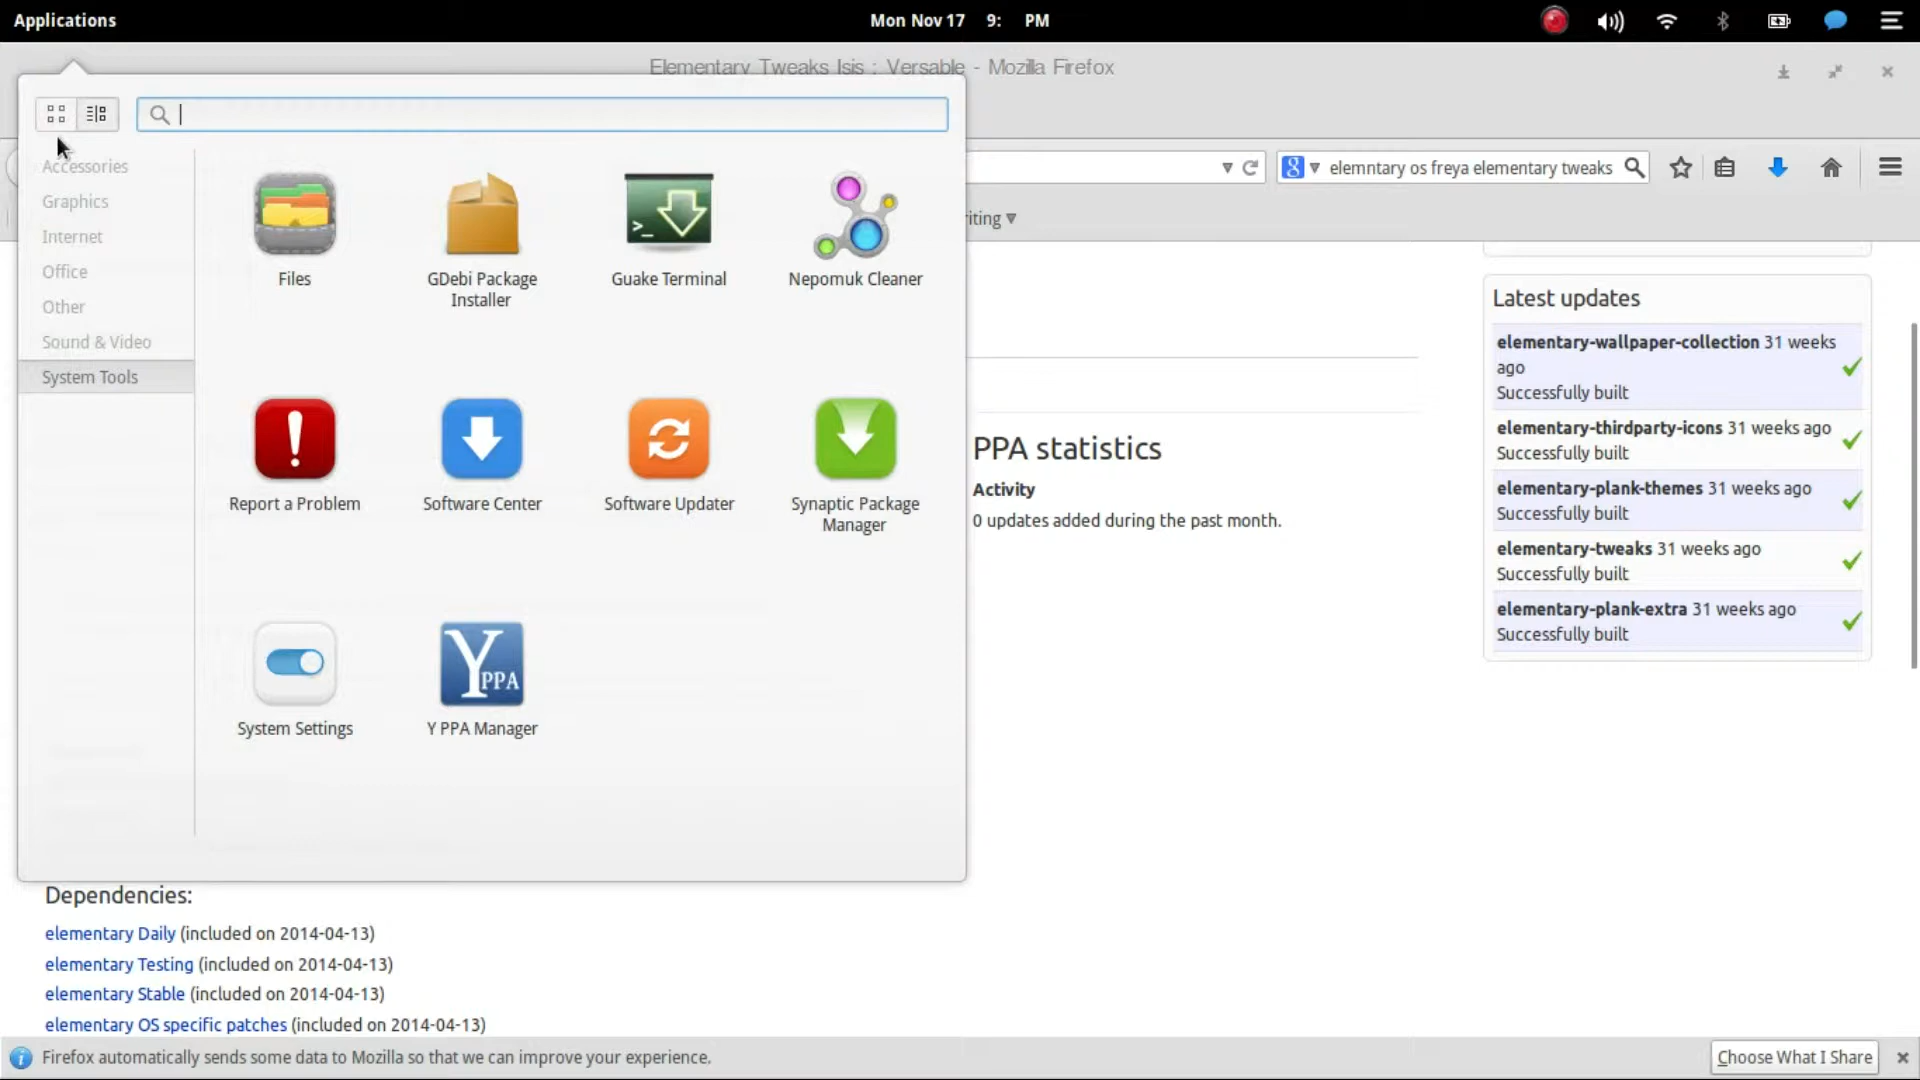 Applications
Mon Nov 17 9: PM
Elementary Tweaks Isis : Versable - Mozilla Firefox
elemntary os freya elementary tweaks
riting
Accessories
Graphics
Internet
Office
Other
Sound & Video
System Tools
Files
GDebi Package
Installer
Guake Terminal
Nepomuk Cleaner
Report a Problem
Software Center
Software Updater
Synaptic Package
Manager
System Settings
Y PPA
Y PPA Manager
PPA statistics
Activity
0 updates added during the past month.
Latest updates
elementary-wallpaper-collection 31 weeks
ago
Successfully built
elementary-thirdparty-icons 31 weeks ago
Successfully built
elementary-plank-themes 31 weeks ago
Successfully built
elementary-tweaks 31 weeks ago
Successfully built
elementary-plank-extra 31 weeks ago
Successfully built
Dependencies:
elementary Daily (included on 2014-04-13)
elementary Testing (included on 2014-04-13)
elementary Stable (included on 2014-04-13)
elementary OS specific patches (included on 2014-04-13)
Firefox automatically sends some data to Mozilla so that we can improve your experience.
Choose What I Share